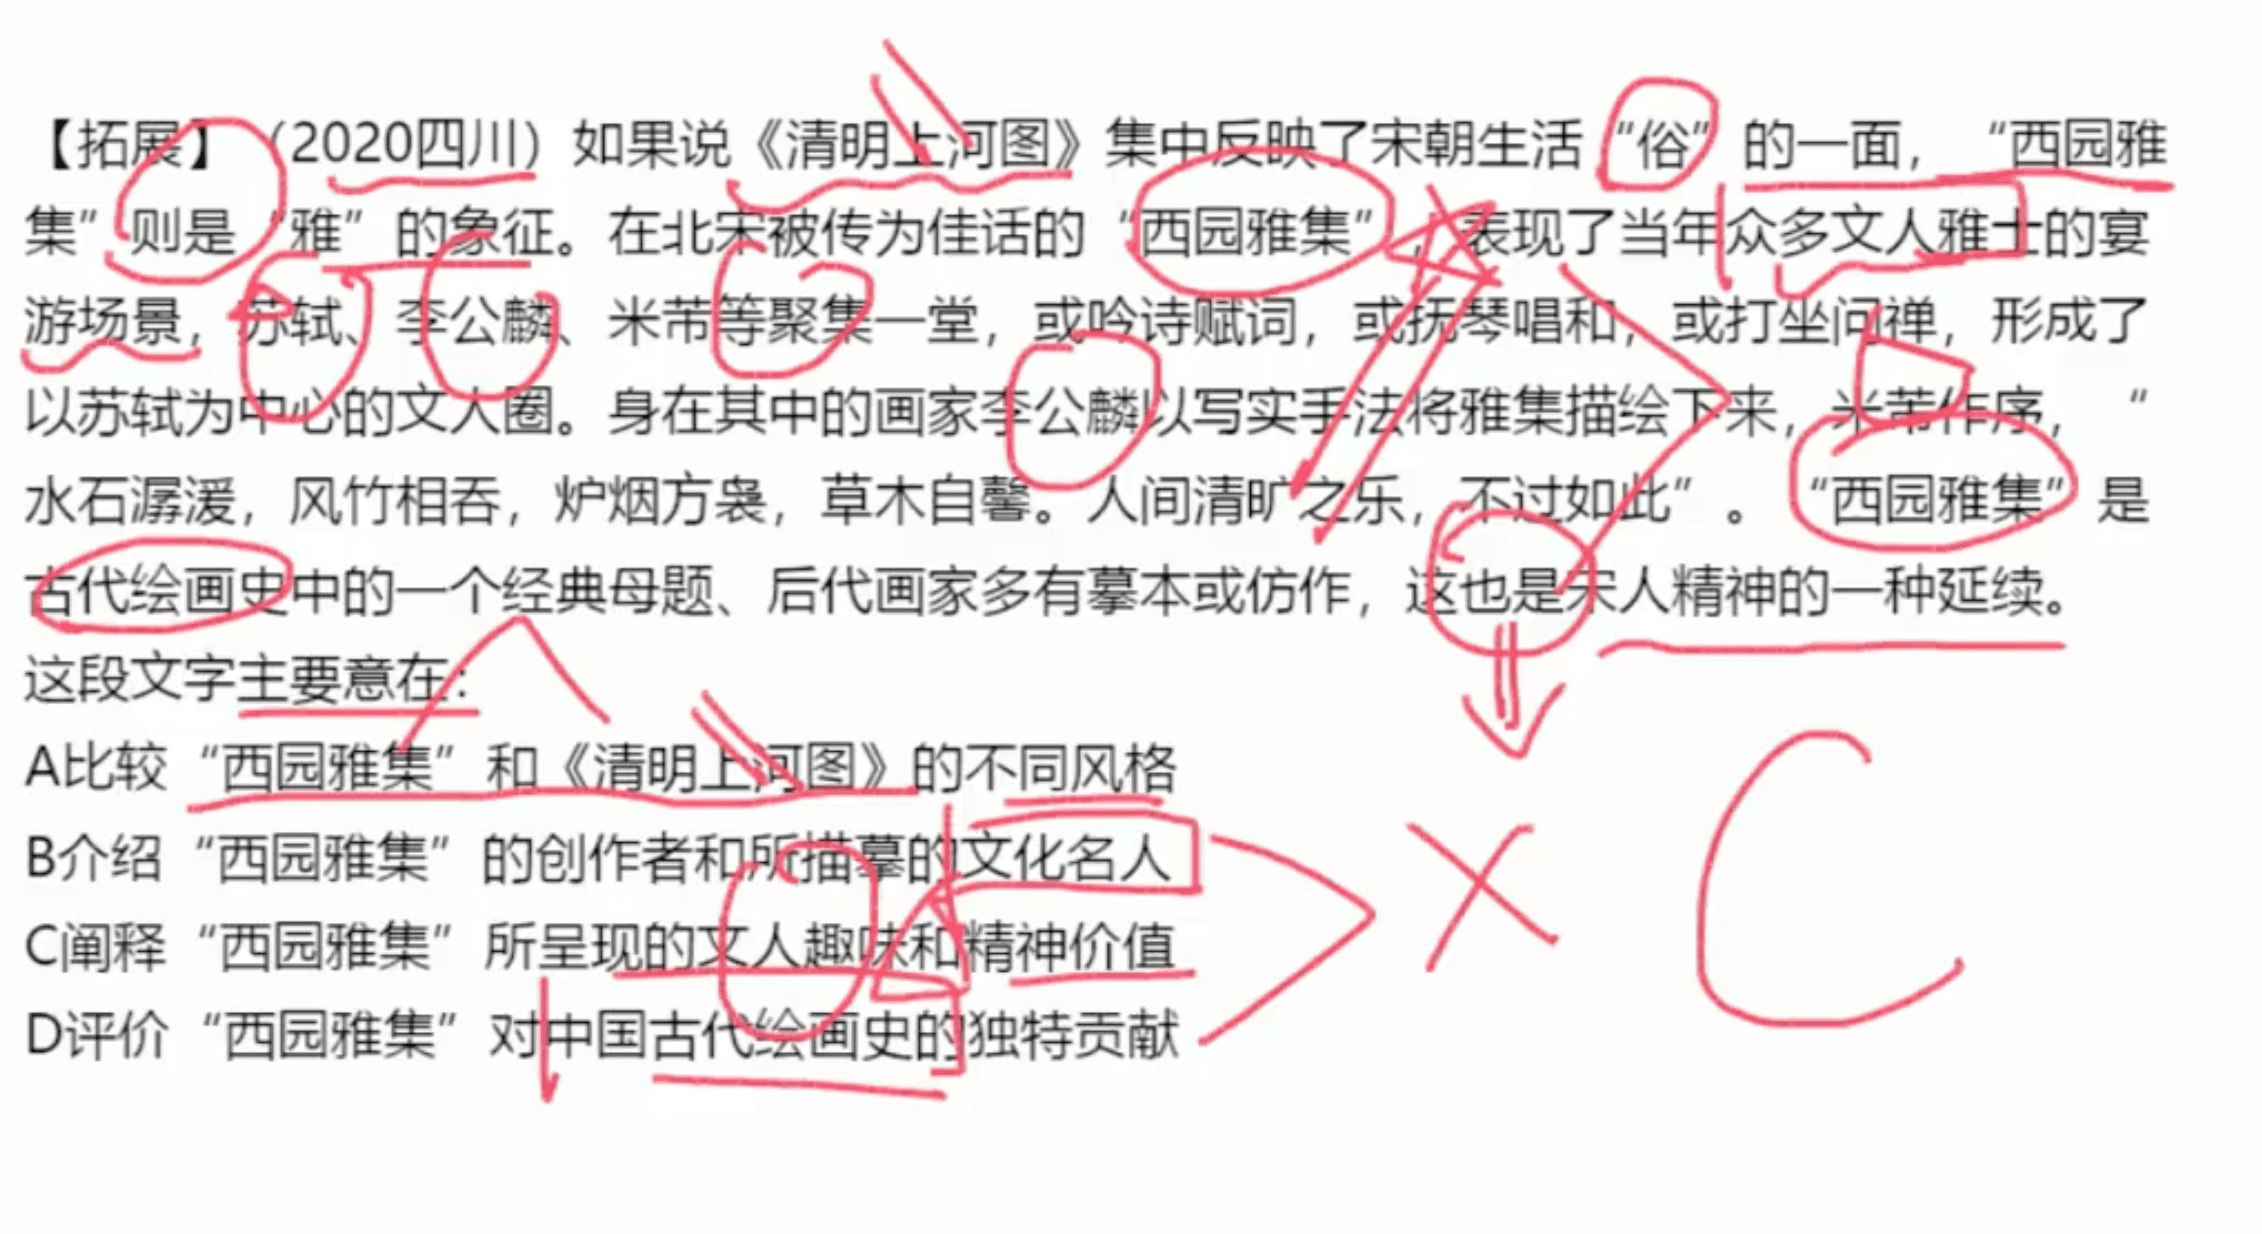 【拓展】（2020四川）如果说《清明上河图》集中反映了宋朝生活“俗”的一面，“西园雅
集”则是“雅”的象征。在北宋被传为佳话的“西园雅集”，表现了当年众多文人雅士的宴
游场景，苏轼、李公麟、米芾等聚集一堂，或吟诗赋词，或抚琴唱和，或打坐问禅，形成了
以苏轼为中心的文人圈。身在其中的画家李公麟以写实手法将雅集描绘下来，米芾作序，“
水石潺湲，风竹相吞，炉烟方袅，草木自馨。人间清旷之乐，不过如此”。“西园雅集”是
古代绘画史中的一个经典母题、后代画家多有摹本或仿作，这也是宋人精神的一种延续。
这段文字主要意在：
A比较“西园雅集”和《清明上河图》的不同风格
B介绍“西园雅集”的创作者和所描摹的文化名人
C阐释“西园雅集”所呈现的文人趣味和精神价值
D评价“西园雅集”对中国古代绘画史的独特贡献
C